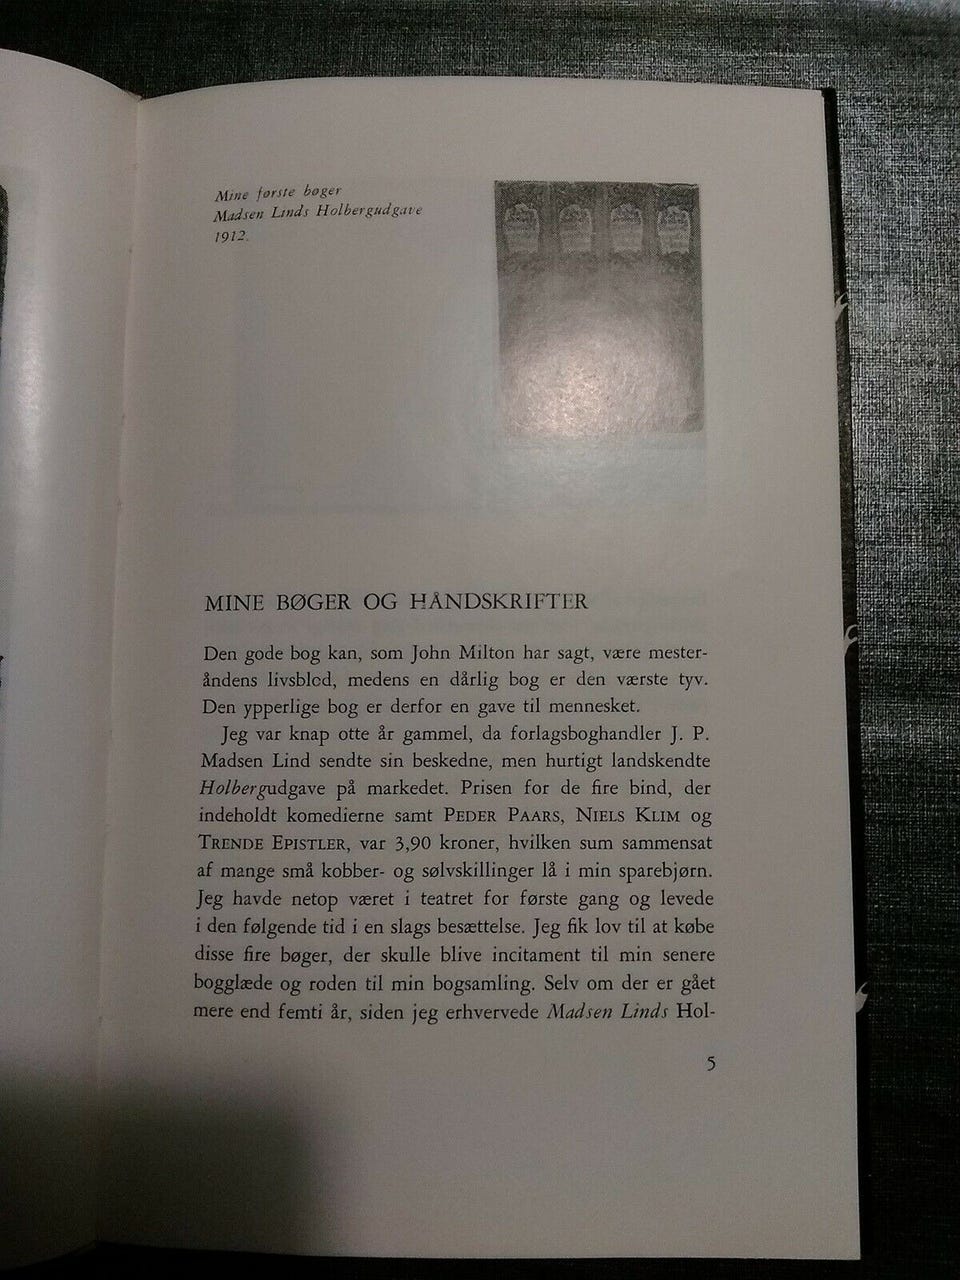 Mine første bøger
Madsen Linds Holbergudgave
1912.
MINE BØGER OG HÅNDSKRIFTER
Den gode bog kan, som John Milton har sagt, være mester-
åndens livsblod, medens en dårlig bog er den værste tyv.
Den ypperlige bog er derfor en gave til mennesket.
Jeg var knap otte år gammel, da forlagsboghandler J. P.
Madsen Lind sendte sin beskedne, men hurtigt landskendte
Holbergudgave på markedet. Prisen for de fire bind, der
indeholdt komedierne samt PEDER PAARS, NIELS KLIM og
TRENDE EPISTLER, var 3,90 kroner, hvilken sum sammensat
af mange små kobber- og sølvskillinger lå i min sparebjørn.
Jeg havde netop været i teatret for første gang og levede
i den følgende tid i en slags besættelse. Jeg fik lov til at købe
disse fire bøger, der skulle blive incitament til min senere
bogglæde og roden til min bogsamling. Selv om der er gået
mere end femti år, siden jeg erhvervede Madsen Linds Hol-
5